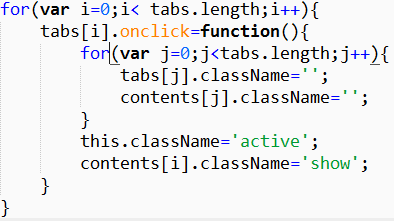 for(var i=0;i< tabs.length;i++){
    tabs[i].onclick=function(){
        for(var j=0;j<tabs.length;j++){
            tabs[j].className='';
            contents[j].className='';
        }
        this.className='active';
        contents[i].className='show';
    }
}